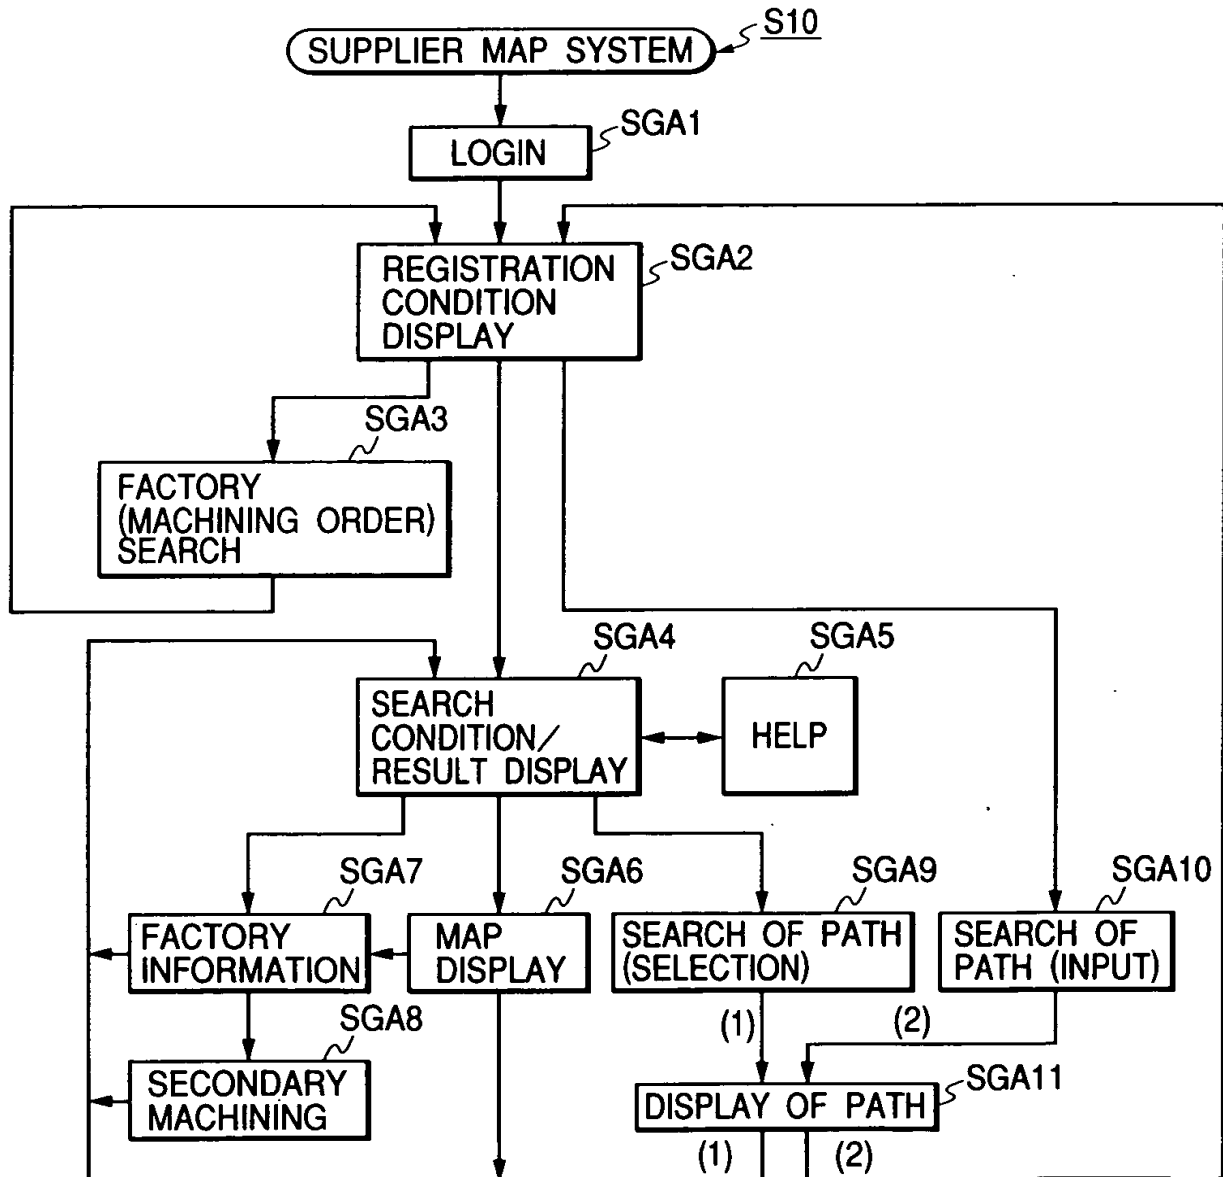 S10
SUPPLIER MAP SYSTEM
SGA1
LOGIN
SGA2
REGISTRATION
CONDITION
DISPLAY
SGA3
FACTORY
(MACHINING ORDER)
SEARCH
SGA4
SEARCH
CONDITION/
RESULT DISPLAY
SGA5
HELP
SGA7
FACTORY
INFORMATION
SGA6
MAP
DISPLAY
SGA9
SEARCH OF PATH
(SELECTION)
SGA10
SEARCH OF
PATH (INPUT)
(1)
(2)
SGA8
SECONDARY
MACHINING
SGA11
DISPLAY OF PATH
(1)
(2)